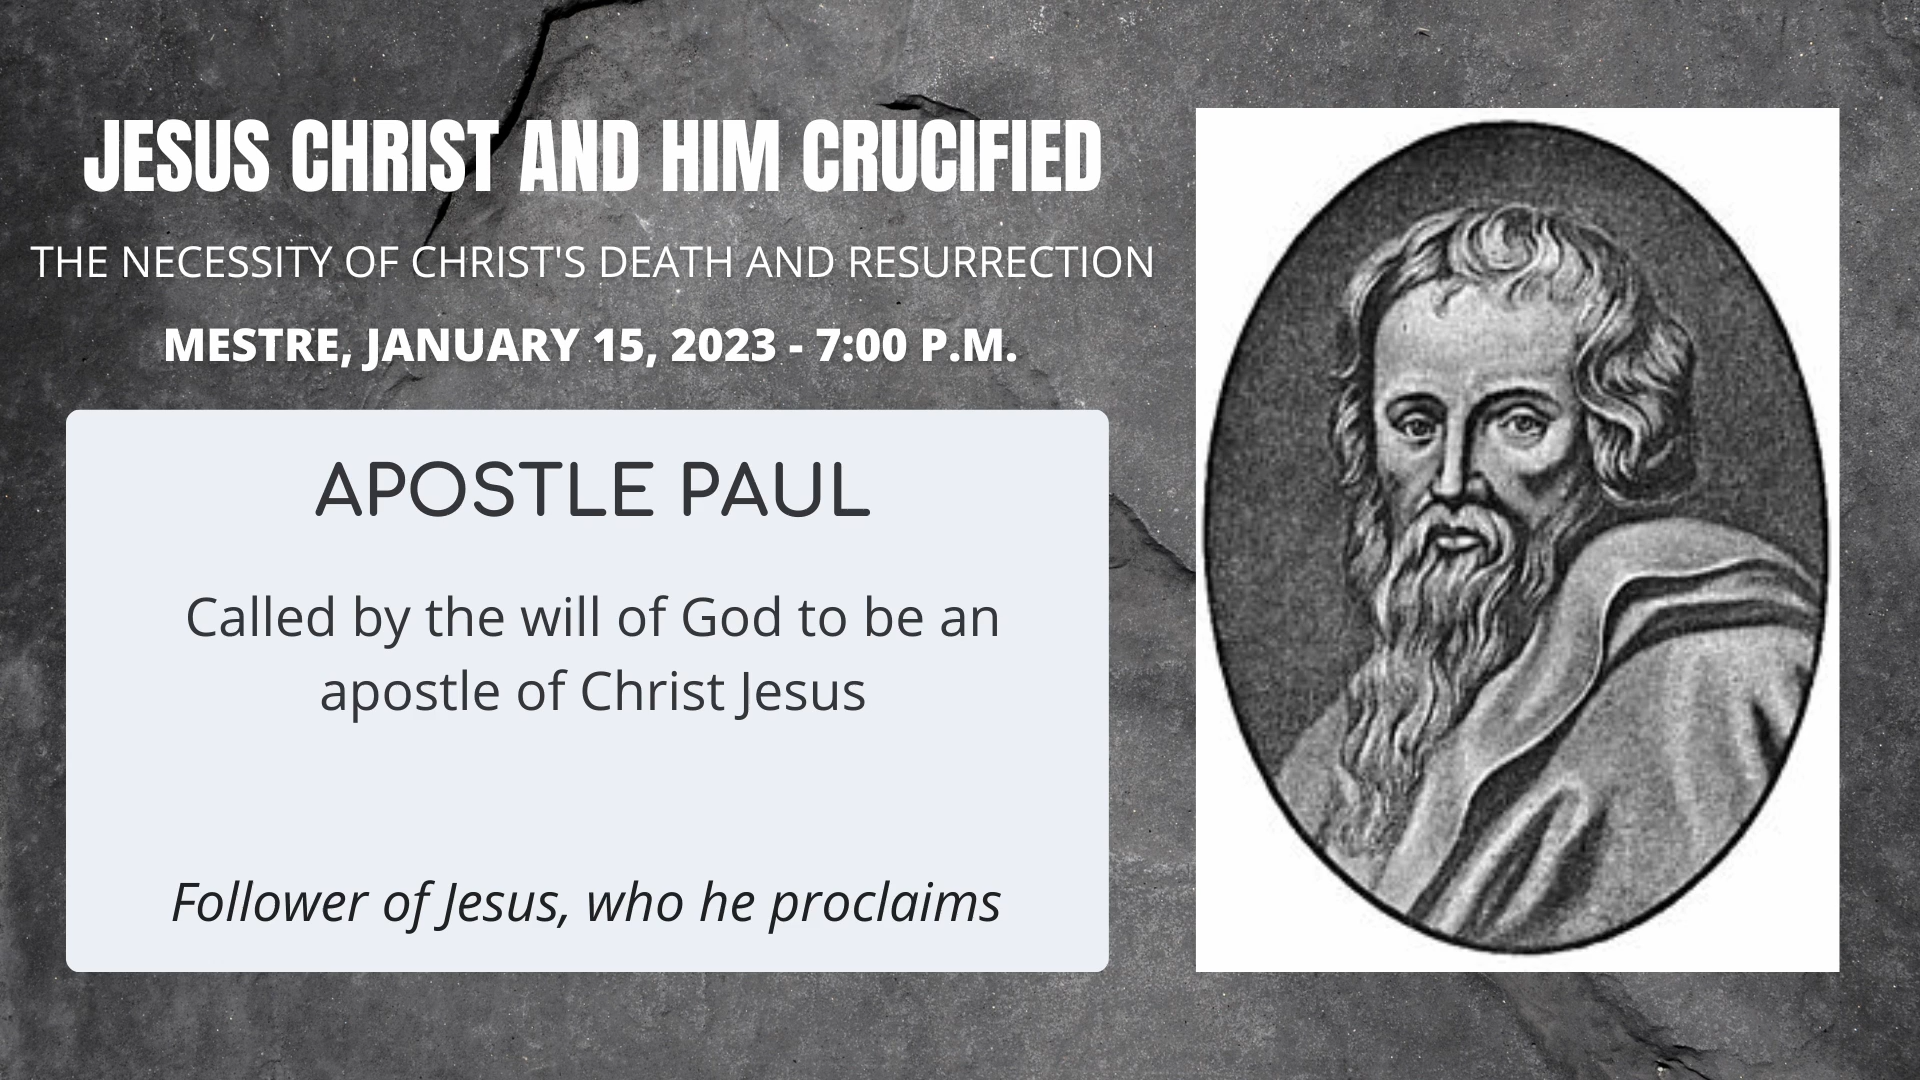 JESUS CHRIST AND HIM CRUCIFIED
THE NECESSITY OF CHRIST'S DEATH AND RESURRECTION
MESTRE, JANUARY 15, 2023 - 7:00 P.M.
APOSTLE PAUL
Called by the will of God to be an
apostle of Christ Jesus
Follower of Jesus, who he proclaims